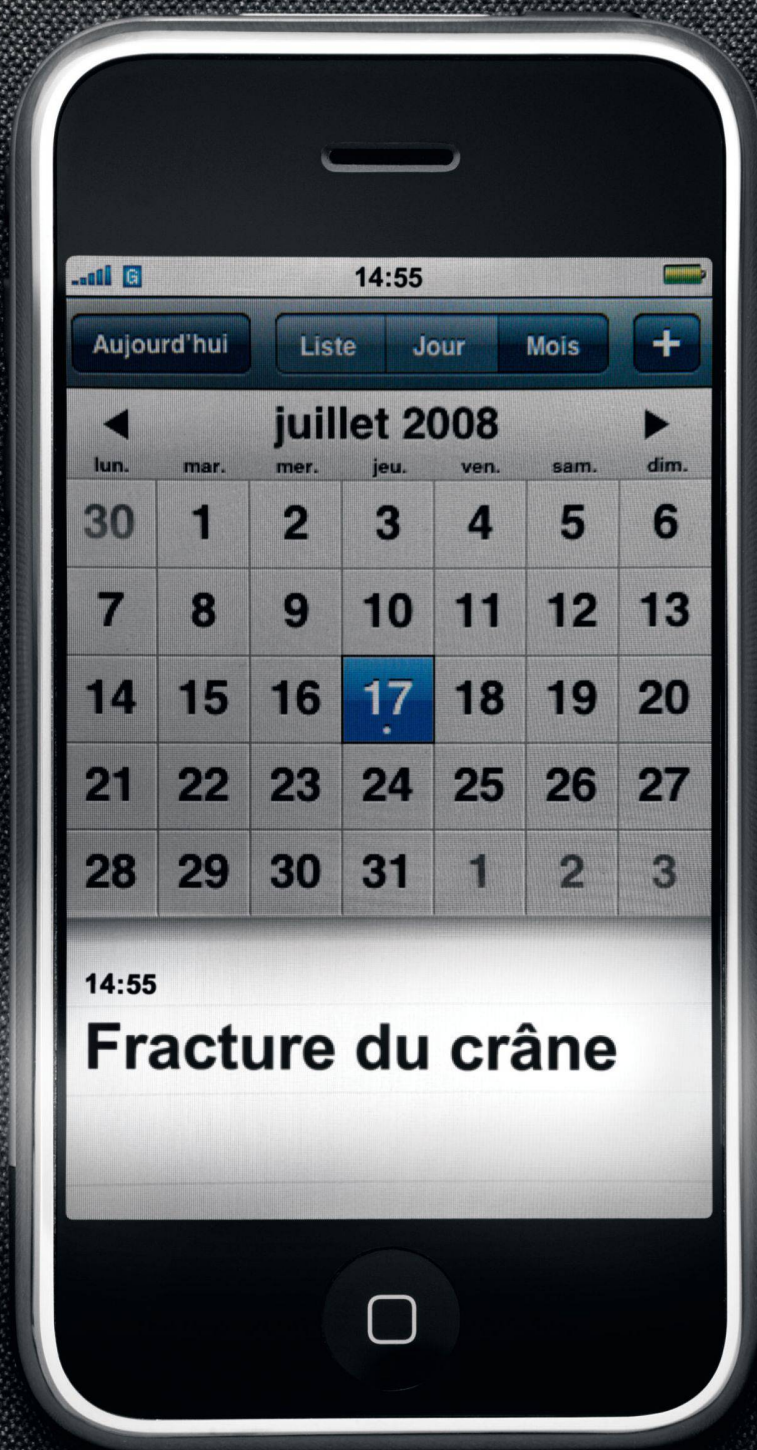 G 14:55
Aujourd'hui Liste Jour Mois +
juillet 2008
lun. mar. mer. jeu. ven. sam. dim.
30 1 2 3 4 5 6
7 8 9 10 11 12 13
14 15 16 17 18 19 20
21 22 23 24 25 26 27
28 29 30 31 1 2 3
14:55
Fracture du crâne